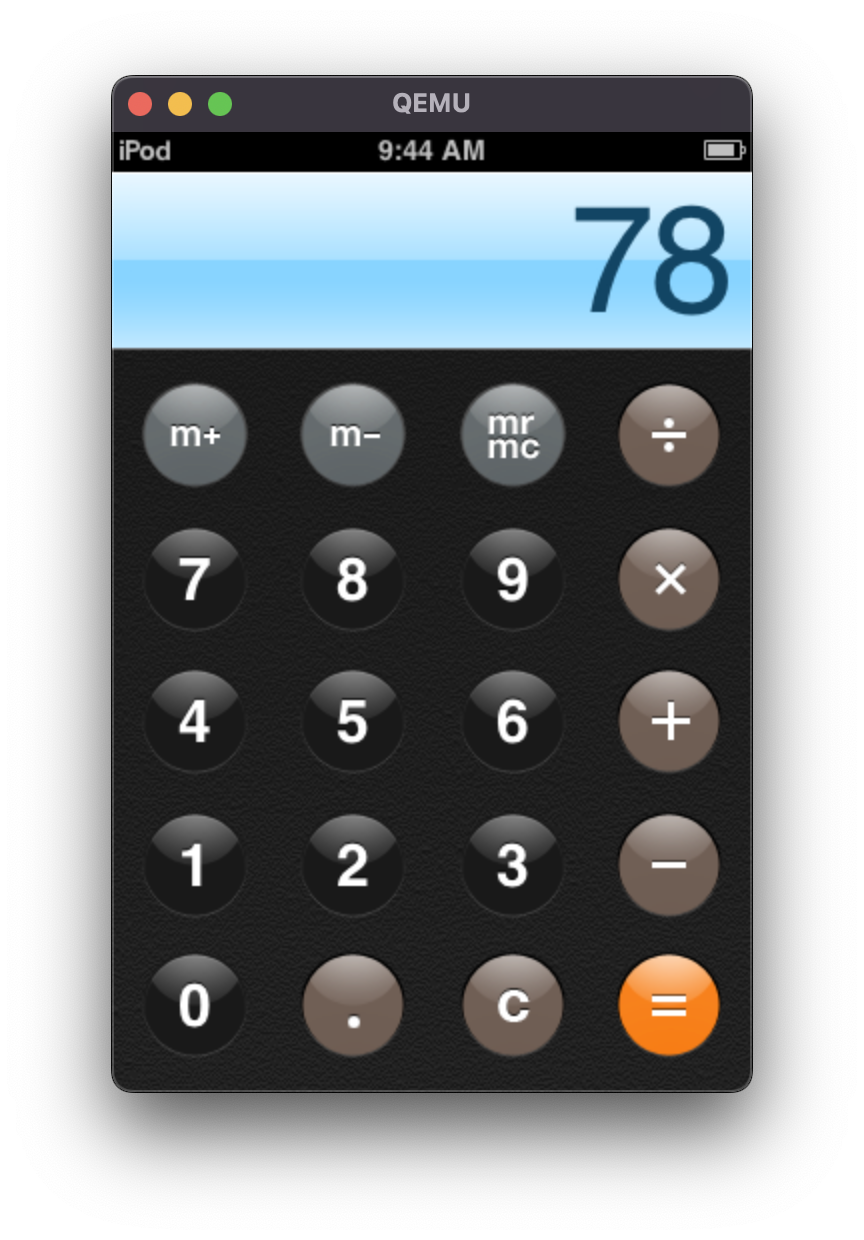 QEMU
iPod 9:44 AM
78
m+ m− mr mc ÷
7 8 9 ×
4 5 6 +
1 2 3 −
0 . c =